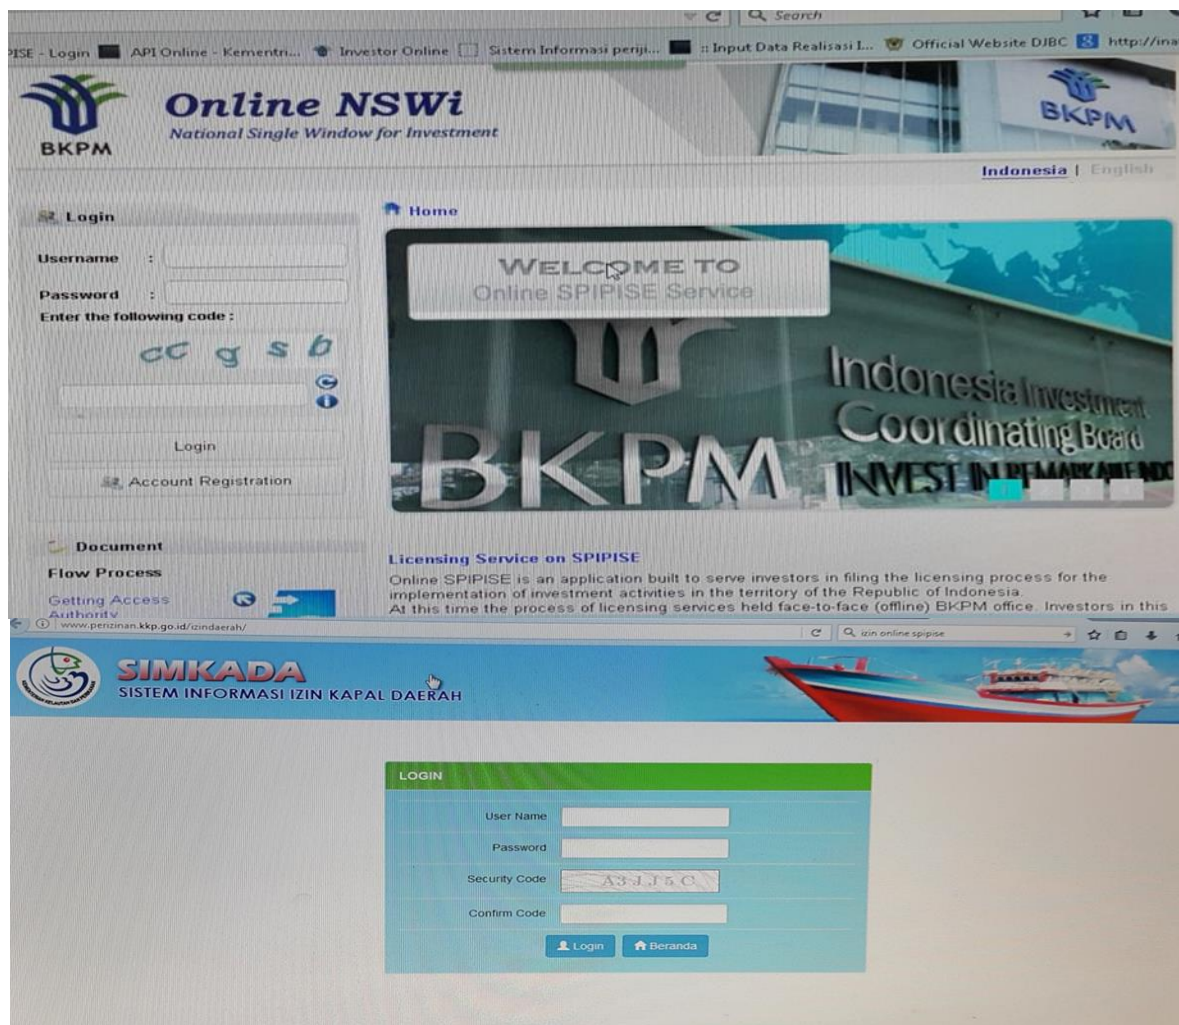 Search
PISE - Login API Online - Kementri... Investor Online Sistem Informasi periji... :: Input Data Realisasi I... Official Website DJBC http://ina
Online NSWi
National Single Window for Investment
BKPM
BKPM
Indonesia | English
Login
Home
Username :
Password :
Enter the following code :
cc g s b
Login
Account Registration
WELCOME TO
Online SPIPISE Service
BKPM
Indonesia Investment
Coordinating Board
INVEST IN REMARKABLE INDO
Document
Flow Process
Getting Access
Authority
Licensing Service on SPIPISE
Online SPIPISE is an application built to serve investors in filing the licensing process for the
implementation of investment activities in the territory of the Republic of Indonesia.
At this time the process of licensing services held face-to-face (offline) BKPM office. Investors in this
www.perizinan.kkp.go.id/izindaerah/
izin online spipise
SIMKADA
SISTEM INFORMASI IZIN KAPAL DAERAH
LOGIN
User Name
Password
Security Code
A3JJ5C
Confirm Code
Login Beranda